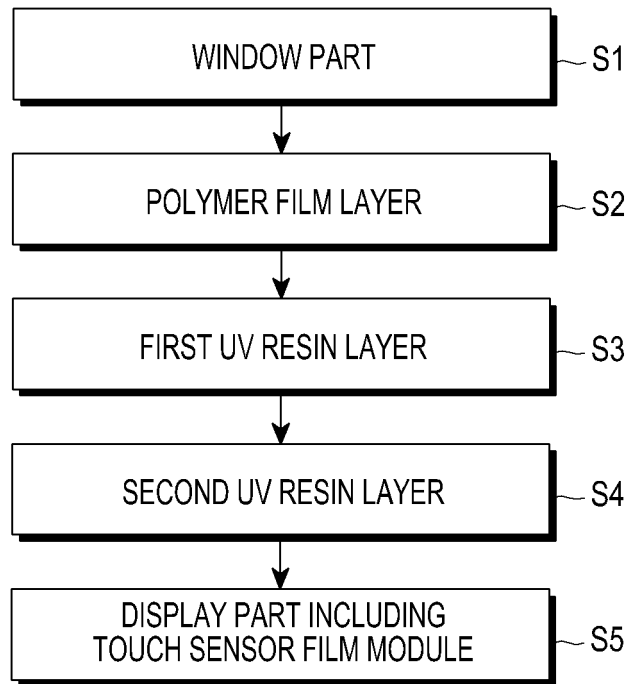 WINDOW PART
S1
POLYMER FILM LAYER
S2
FIRST UV RESIN LAYER
S3
SECOND UV RESIN LAYER
S4
DISPLAY PART INCLUDING
TOUCH SENSOR FILM MODULE
S5